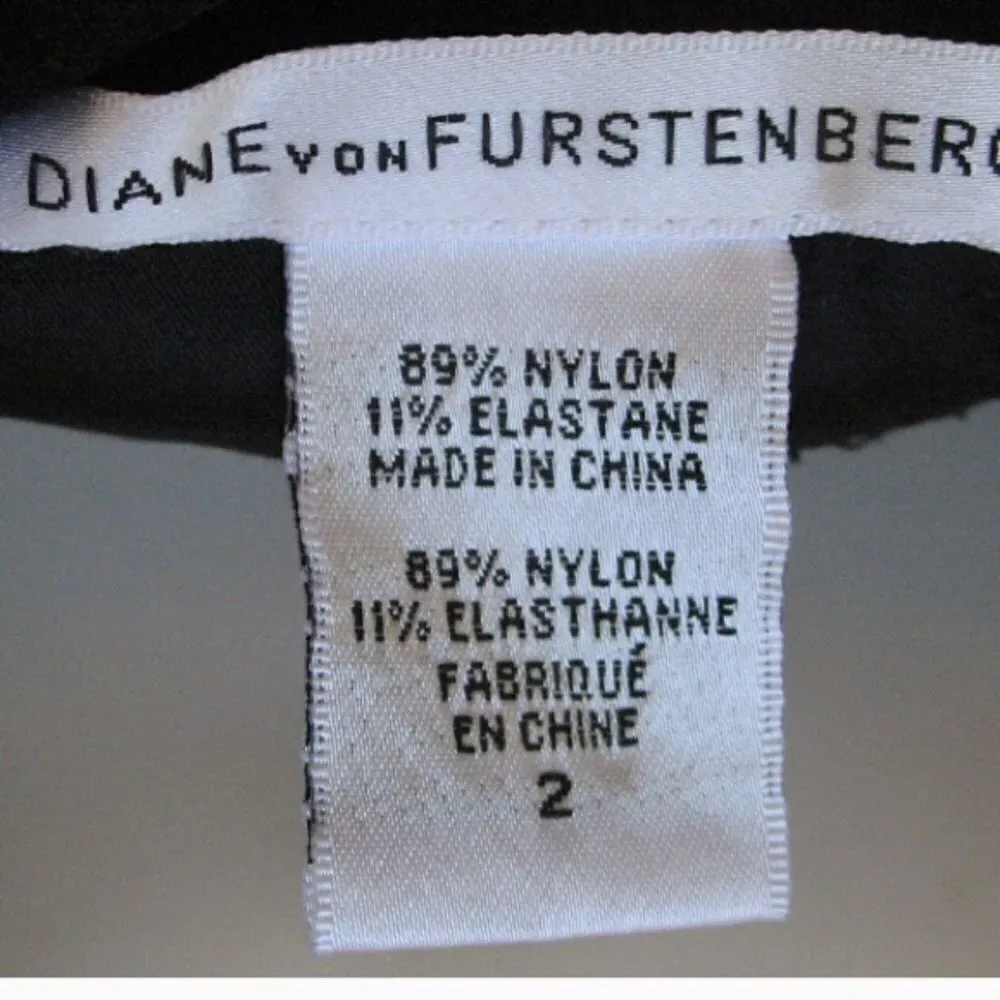 DIANE VON FURSTENBERG
89% NYLON
11% ELASTANE
MADE IN CHINA
89% NYLON
11% ELASTHANNE
FABRIQUÉ
EN CHINE
2